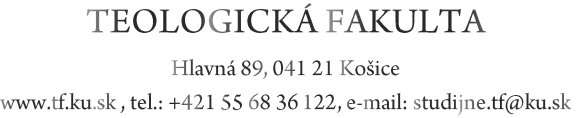 TEOLOGICKÁ FAKULTA
Hlavná 89, 041 21 Košice
www.tf.ku.sk , tel.: +421 55 68 36 122, e-mail: studijne.tf@ku.sk